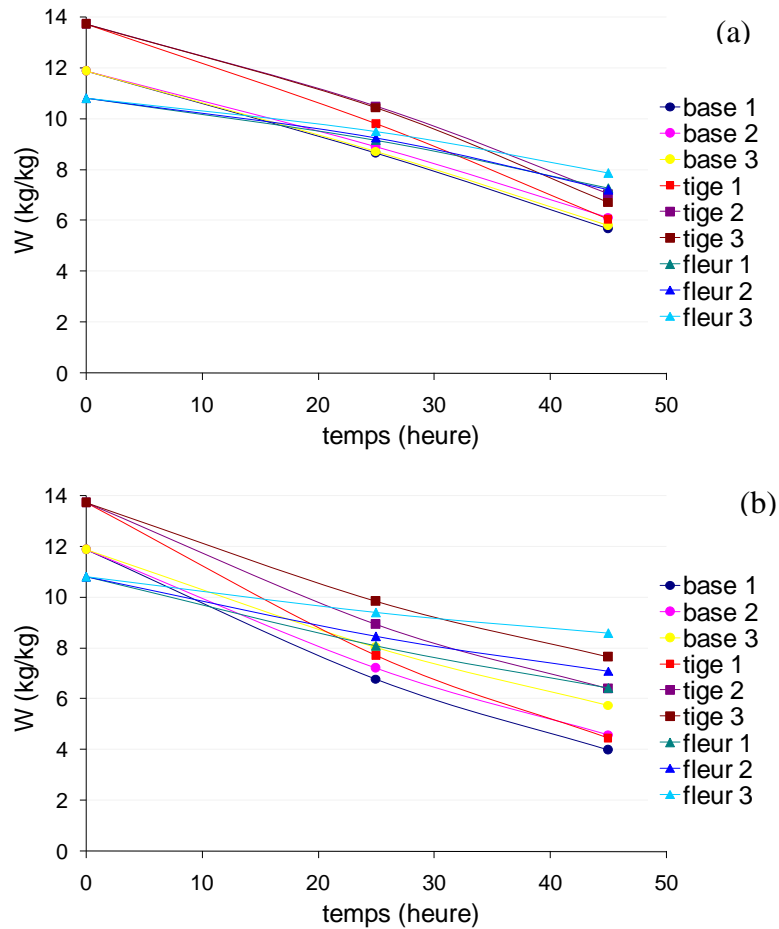 (a)
14
12
10
8
6
4
2
0
W (kg/kg)
0 10 20 30 40 50
temps (heure)
base 1
base 2
base 3
tige 1
tige 2
tige 3
fleur 1
fleur 2
fleur 3
(b)
14
12
10
8
6
4
2
0
W (kg/kg)
0 10 20 30 40 50
temps (heure)
base 1
base 2
base 3
tige 1
tige 2
tige 3
fleur 1
fleur 2
fleur 3